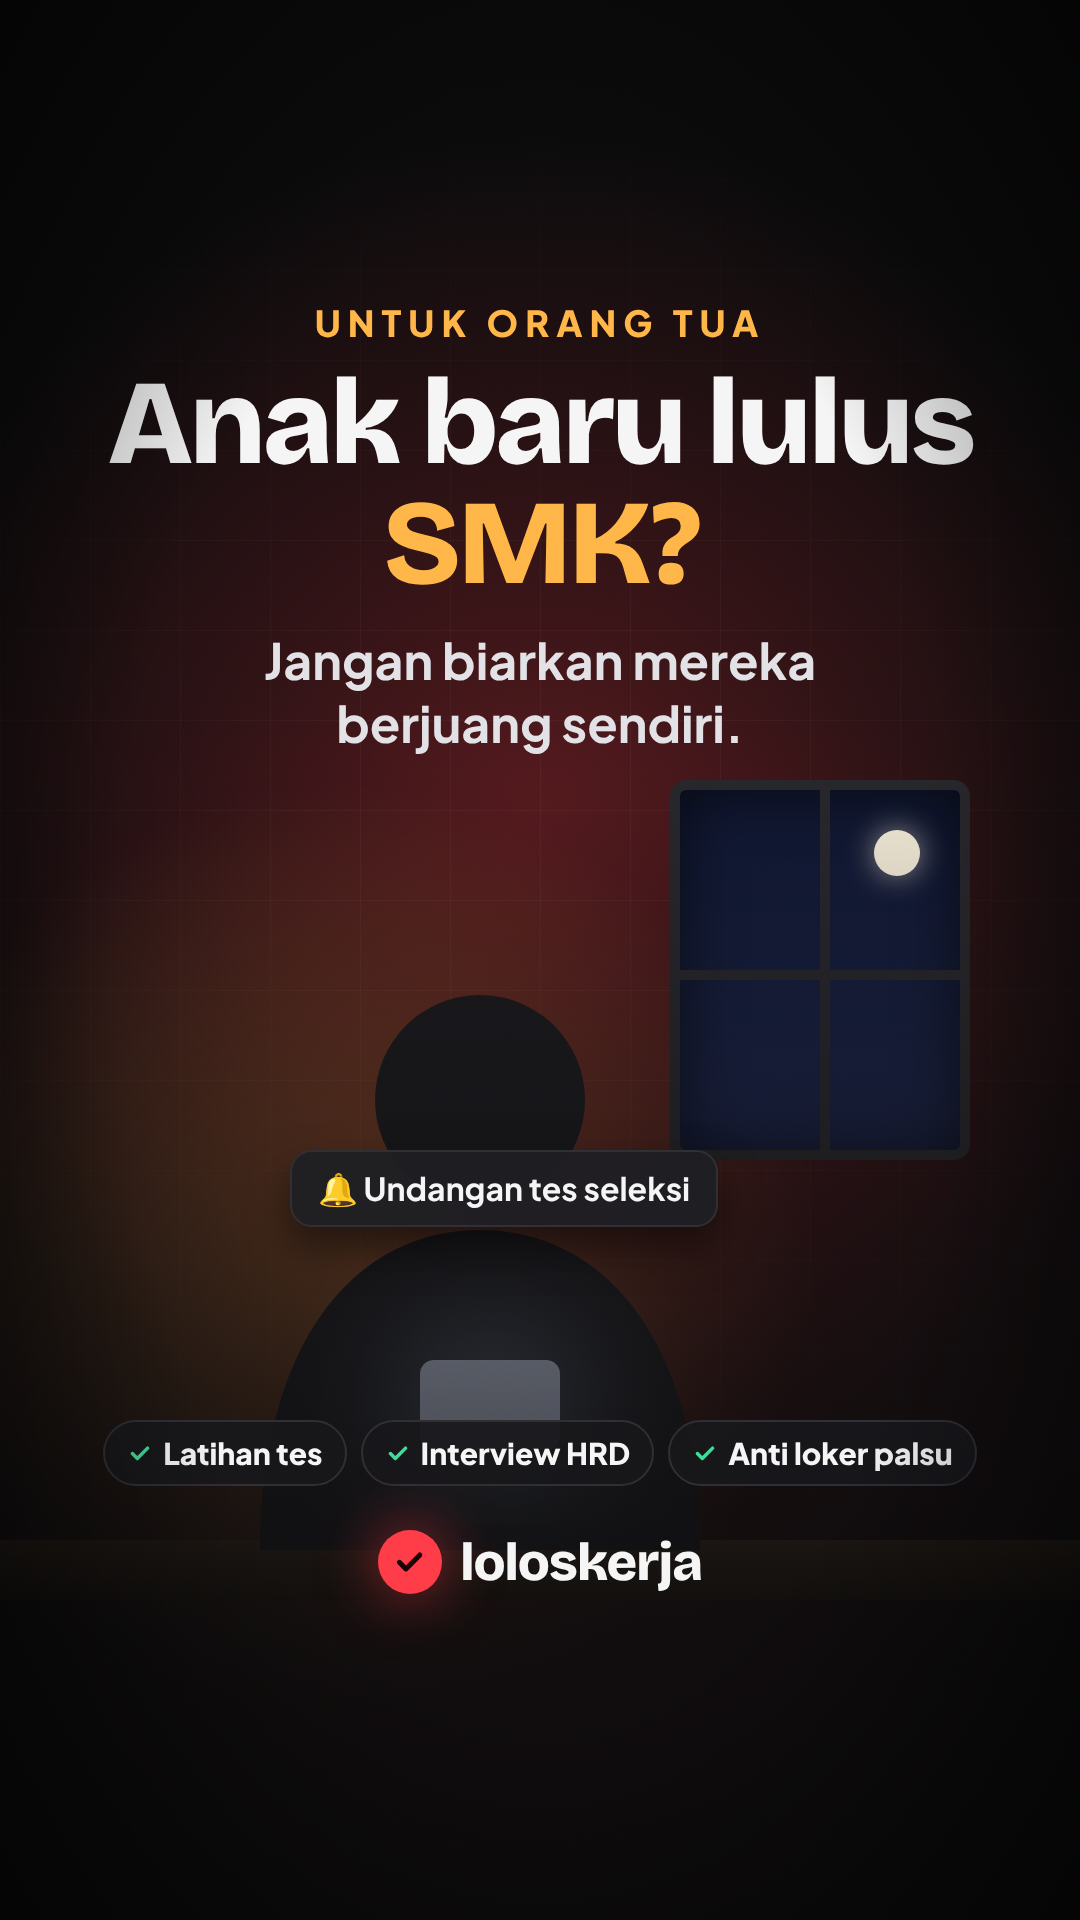 UNTUK ORANG TUA
Anak baru lulus
SMK?
Jangan biarkan mereka
berjuang sendiri.
🔔 Undangan tes seleksi
✓ Latihan tes
✓ Interview HRD
✓ Anti loker palsu
loloskerja